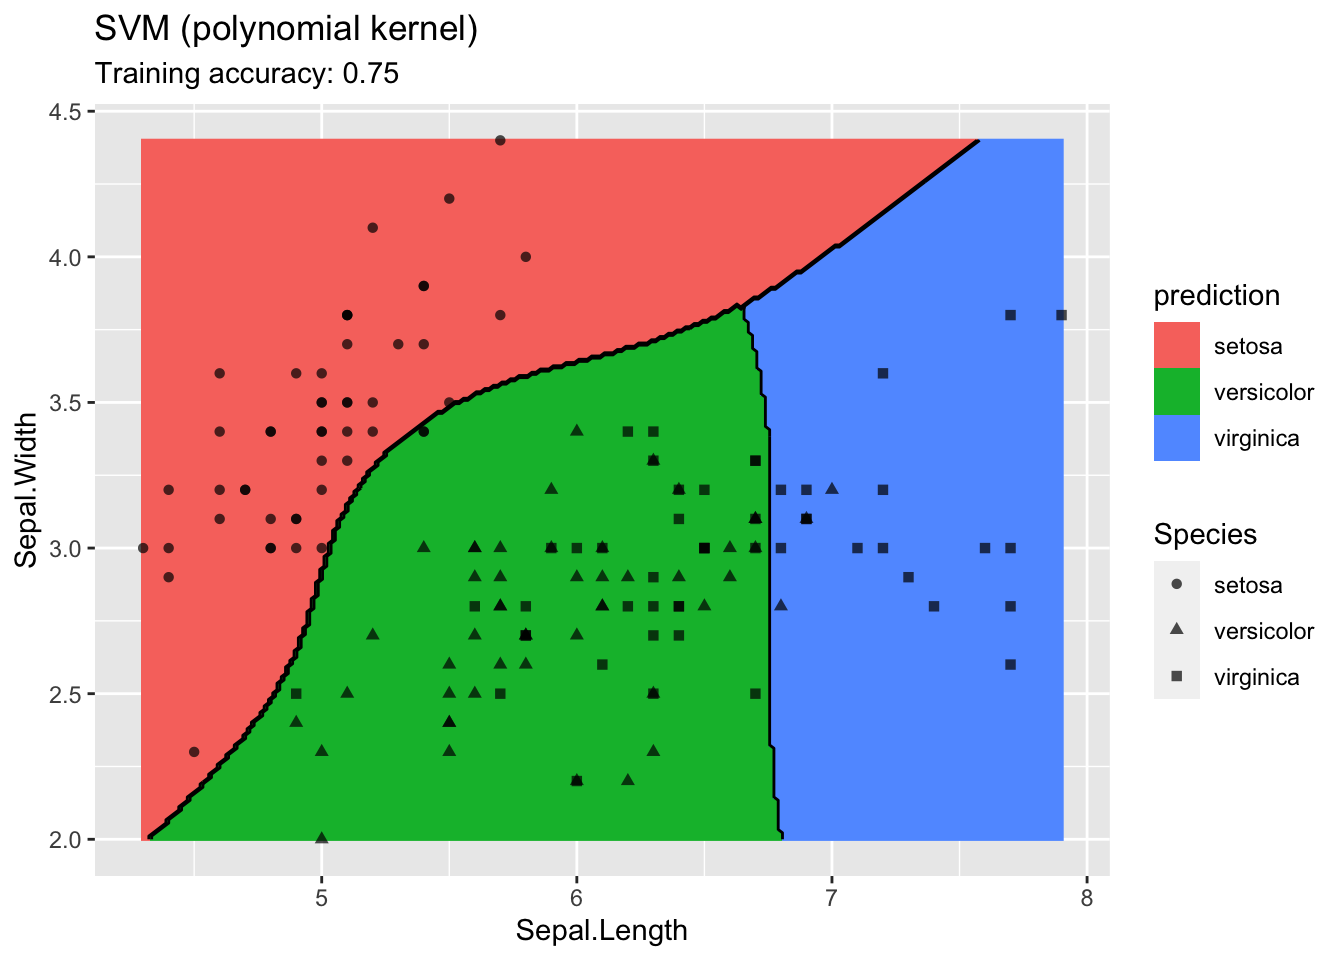 SVM (polynomial kernel)
Training accuracy: 0.75
4.5
4.0
3.5
3.0
2.5
2.0
Sepal.Width
5
6
7
8
Sepal.Length
prediction
setosa
versicolor
virginica
Species
setosa
versicolor
virginica